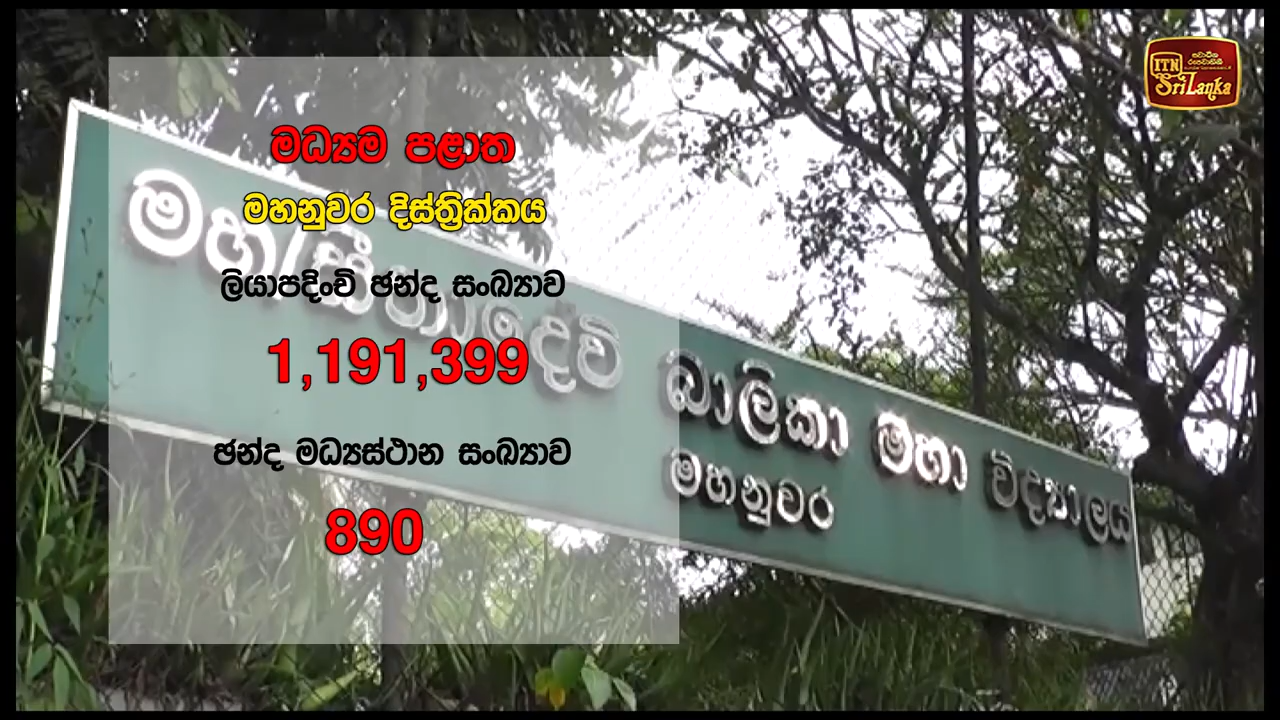 ITN
Sri Lanka
මධ්‍යම පළාත
මහනුවර දිස්ත්‍රික්කය
ලියාපදිංචි ඡන්ද සංඛ්‍යාව
1,191,399
ඡන්ද මධ්‍යස්ථාන සංඛ්‍යාව
890
මහ/සීතාදේවි බාලිකා මහා විද්‍යාලය
මහනුවර